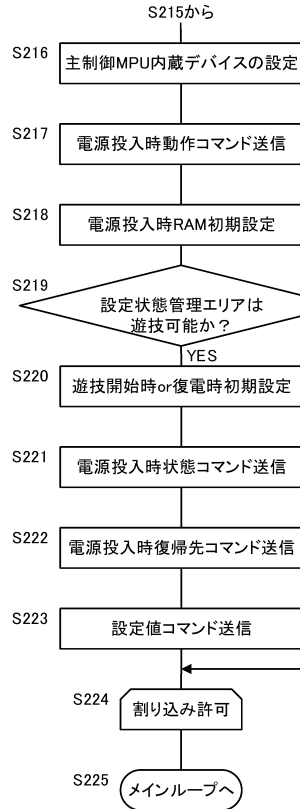 S215から
S216
主制御MPU内蔵デバイスの設定
S217
電源投入時動作コマンド送信
S218
電源投入時RAM初期設定
S219
設定状態管理エリアは
遊技可能か？
YES
S220
遊技開始時or復電時初期設定
S221
電源投入時状態コマンド送信
S222
電源投入時復帰先コマンド送信
S223
設定値コマンド送信
S224
割り込み許可
S225
メインループへ